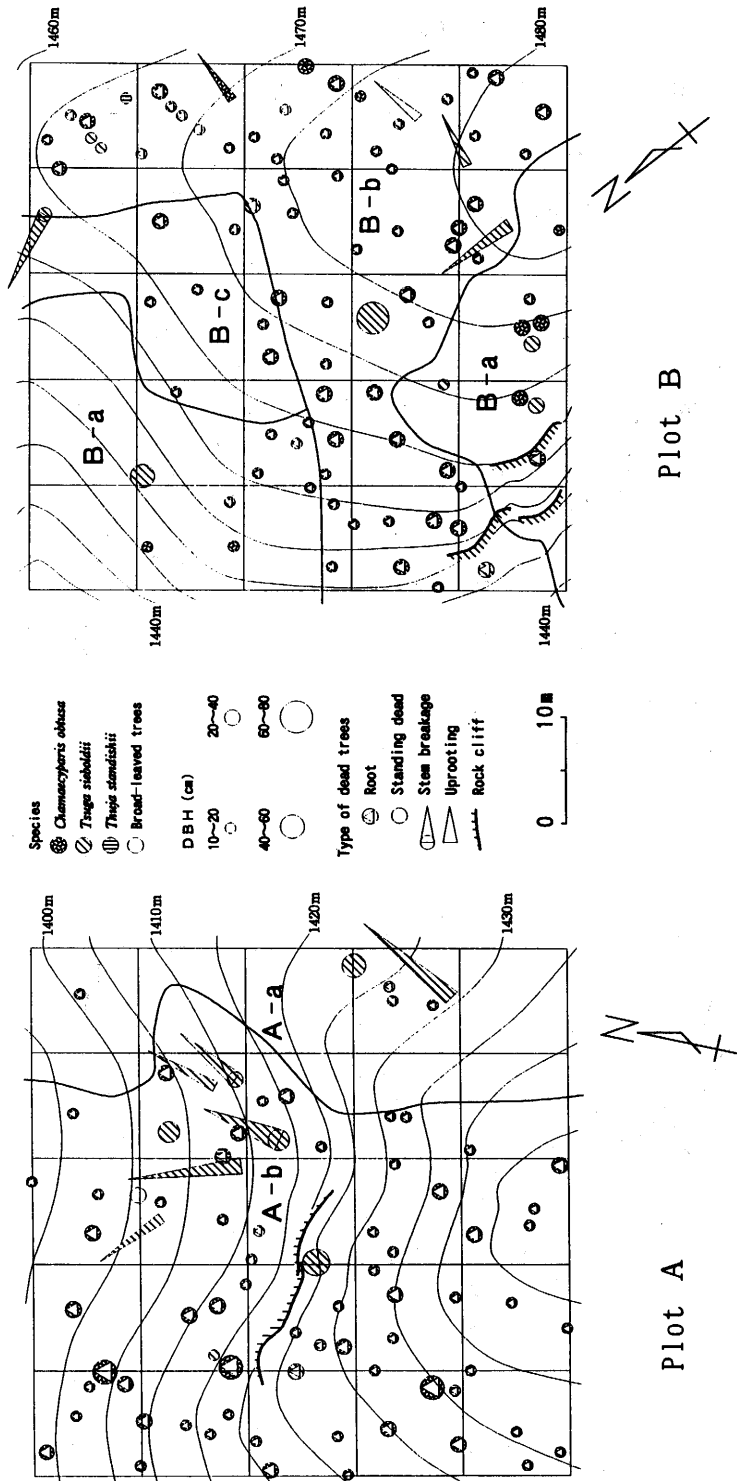 1400m
1410m
1420m
1430m
A-a
A-b
N
Plot A
Species
Chamaecyparis obtusa
Tsuga sieboldii
Thuja standishii
Broad-leaved trees
DBH (cm)
10~20
20~40
40~60
60~80
Type of dead trees
Root
Standing dead
Stem breakage
Uprooting
Rock cliff
0 10m
1460m
1470m
1480m
1440m
1440m
B-a
B-c
B-b
B-a
N
Plot B